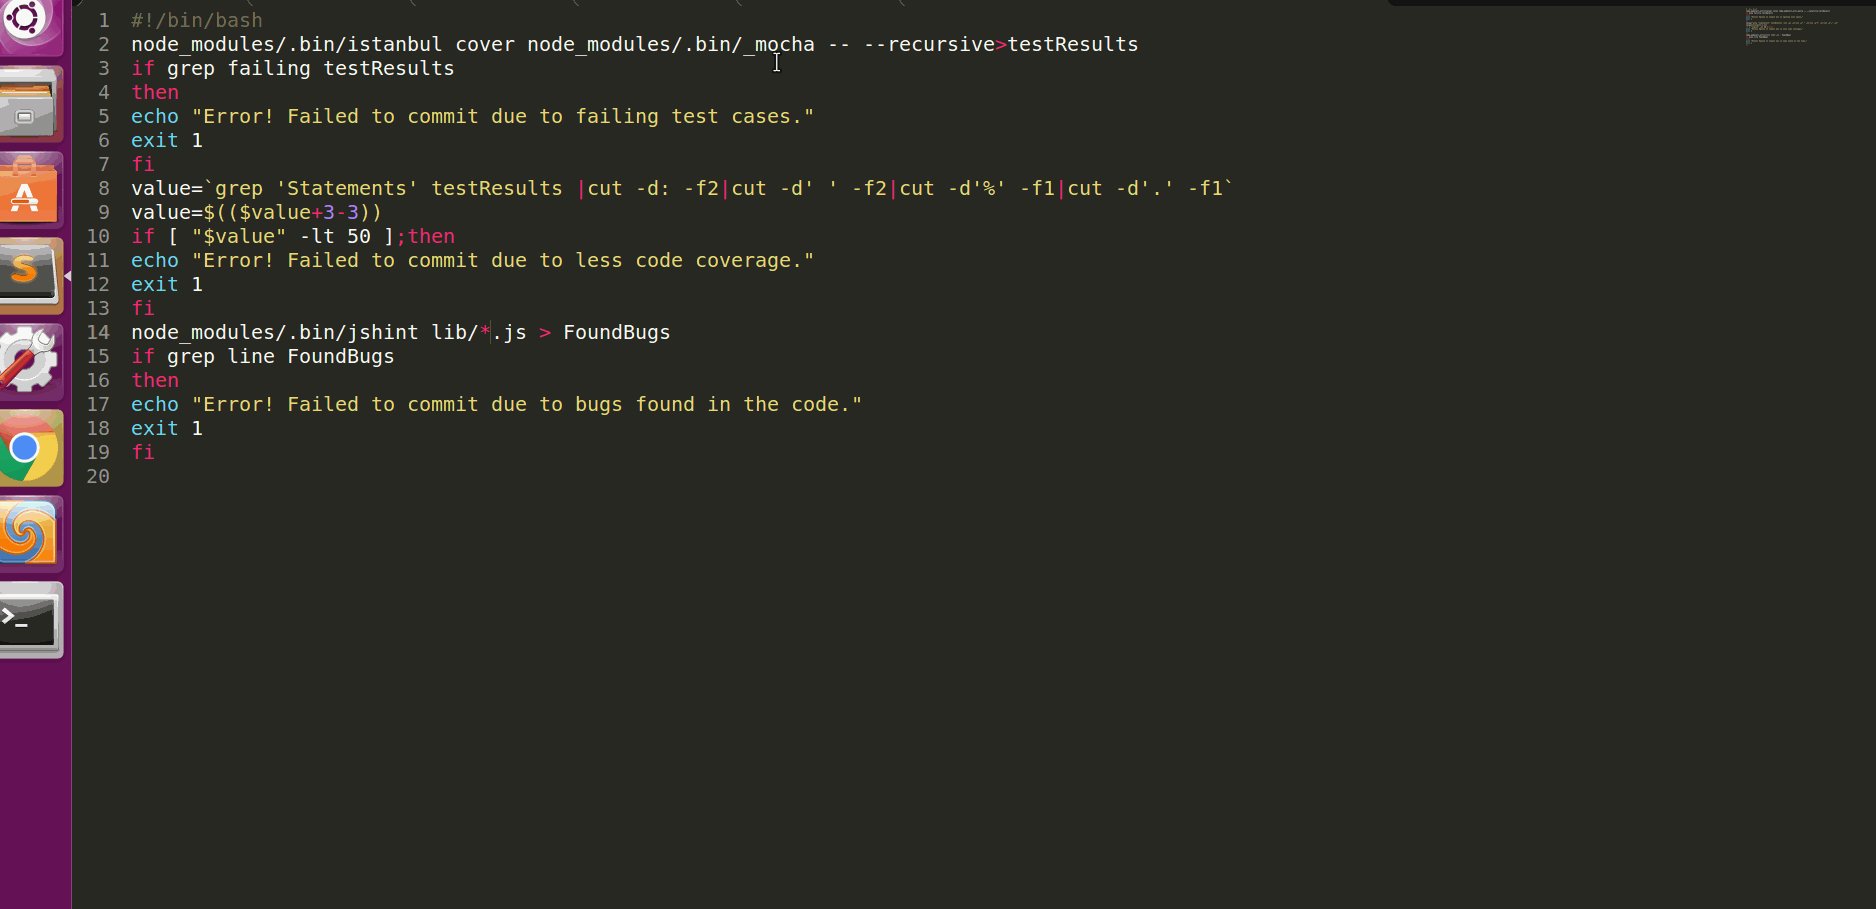 1 #!/bin/bash
2 node_modules/.bin/istanbul cover node_modules/.bin/_mocha -- --recursive>testResults
3 if grep failing testResults
4 then
5 echo "Error! Failed to commit due to failing test cases."
6 exit 1
7 fi
8 value=`grep 'Statements' testResults |cut -d: -f2|cut -d' ' -f2|cut -d'%' -f1|cut -d'.' -f1`
9 value=$(($value+3-3))
10 if [ "$value" -lt 50 ];then
11 echo "Error! Failed to commit due to less code coverage."
12 exit 1
13 fi
14 node_modules/.bin/jshint lib/*.js > FoundBugs
15 if grep line FoundBugs
16 then
17 echo "Error! Failed to commit due to bugs found in the code."
18 exit 1
19 fi
20